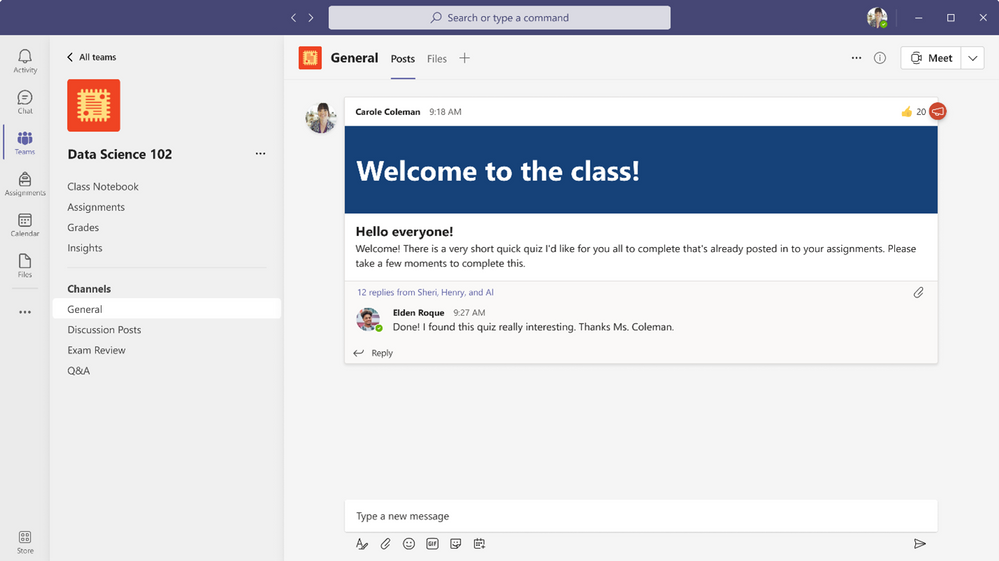 Search or type a command
Activity
Chat
Teams
Assignments
Calendar
Files
Store
All teams
Data Science 102
Class Notebook
Assignments
Grades
Insights
Channels
General
Discussion Posts
Exam Review
Q&A
General
Posts
Files
Meet
Carole Coleman 9:18 AM
20
Welcome to the class!
Hello everyone!
Welcome! There is a very short quick quiz I'd like for you all to complete that's already posted in to your assignments. Please
take a few moments to complete this.
12 replies from Sheri, Henry, and Al
Elden Roque 9:27 AM
Done! I found this quiz really interesting. Thanks Ms. Coleman.
Reply
Type a new message
GIF